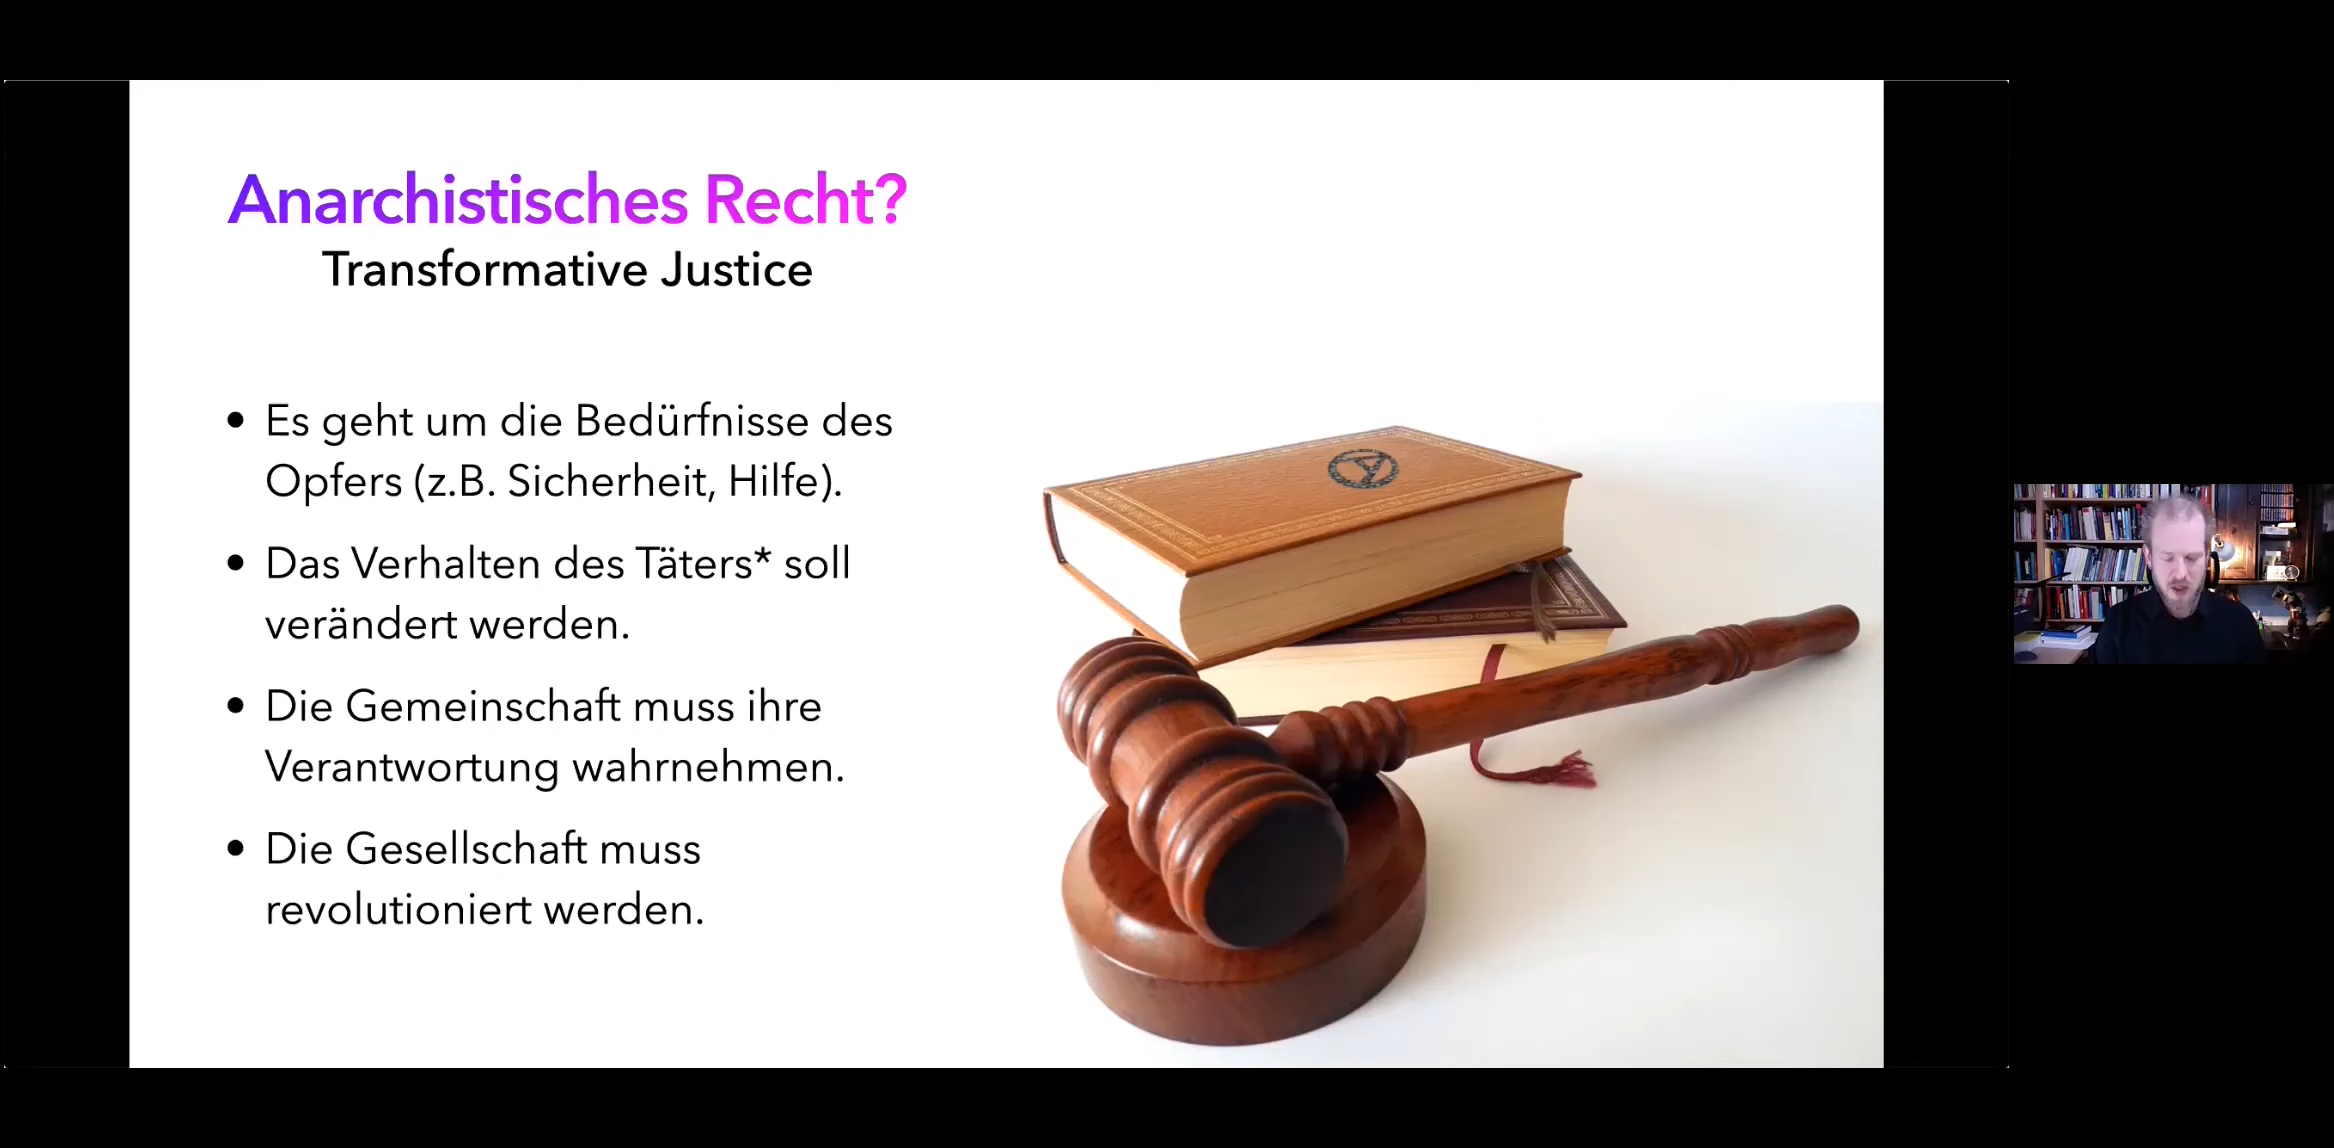 Anarchistisches Recht?
Transformative Justice
• Es geht um die Bedürfnisse des
Opfers (z.B. Sicherheit, Hilfe).
• Das Verhalten des Täters* soll
verändert werden.
• Die Gemeinschaft muss ihre
Verantwortung wahrnehmen.
• Die Gesellschaft muss
revolutioniert werden.